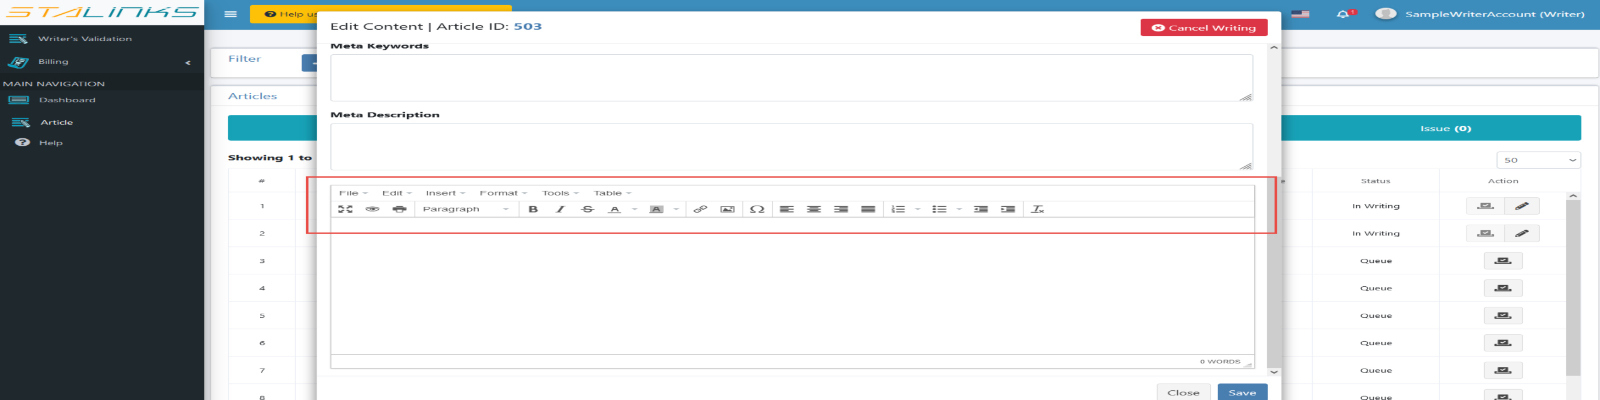 STALINKS
Help us
Edit Content | Article ID: 503
Cancel Writing
1
SampleWriterAccount (Writer)
Writer's Validation
Billing
MAIN NAVIGATION
Dashboard
Article
Help
Filter
Articles
Meta Keywords
Meta Description
Issue (0)
Showing 1 to
50
File Edit Insert Format Tools Table
Paragraph B I S A A Ω
# Status Action
1 In Writing
2 In Writing
3 Queue
4 Queue
5 Queue
6 Queue
7 Queue
8 Queue
0 WORDS
Close Save